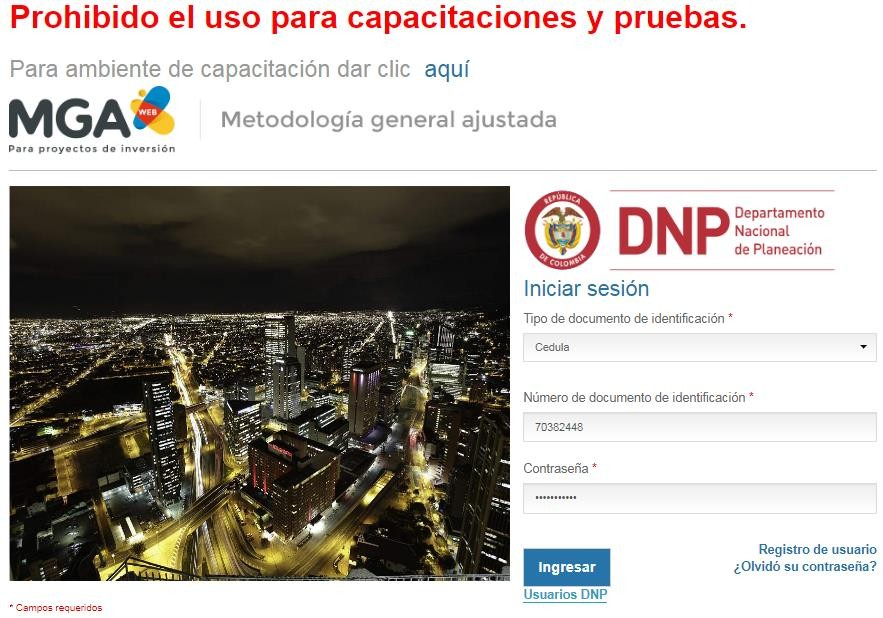 Prohibido el uso para capacitaciones y pruebas.
Para ambiente de capacitación dar clic aquí
MGA WEB
Para proyectos de inversión
Metodología general ajustada
REPÚBLICA DE COLOMBIA
DNP
Departamento
Nacional
de Planeación
Iniciar sesión
Tipo de documento de identificación *
Cedula
Número de documento de identificación *
70382448
Contraseña *
•••••••••••
Registro de usuario
Ingresar
¿Olvidó su contraseña?
Usuarios DNP
* Campos requeridos